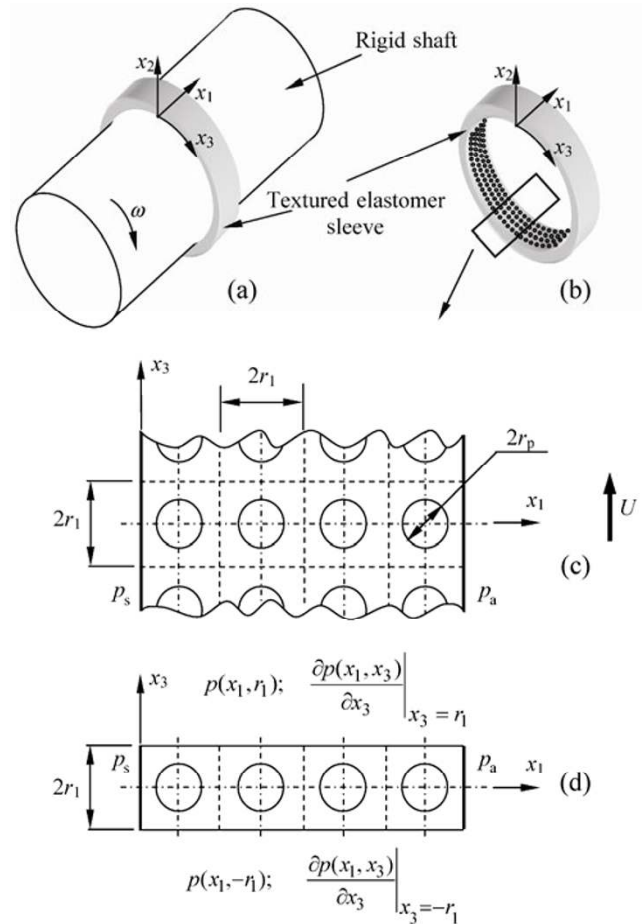 x₂
x₁
x₃
Rigid shaft
Textured elastomer
sleeve
ω
(a)
x₂
x₁
x₃
(b)
x₃
2r₁
2rₚ
2r₁
x₁
U
pₛ
pₐ
(c)
x₃
p(x₁,r₁); ∂p(x₁,x₃)/∂x₃|x₃ = r₁
2r₁
pₛ
pₐ
x₁
(d)
p(x₁,-r₁); ∂p(x₁,x₃)/∂x₃|x₃=-r₁